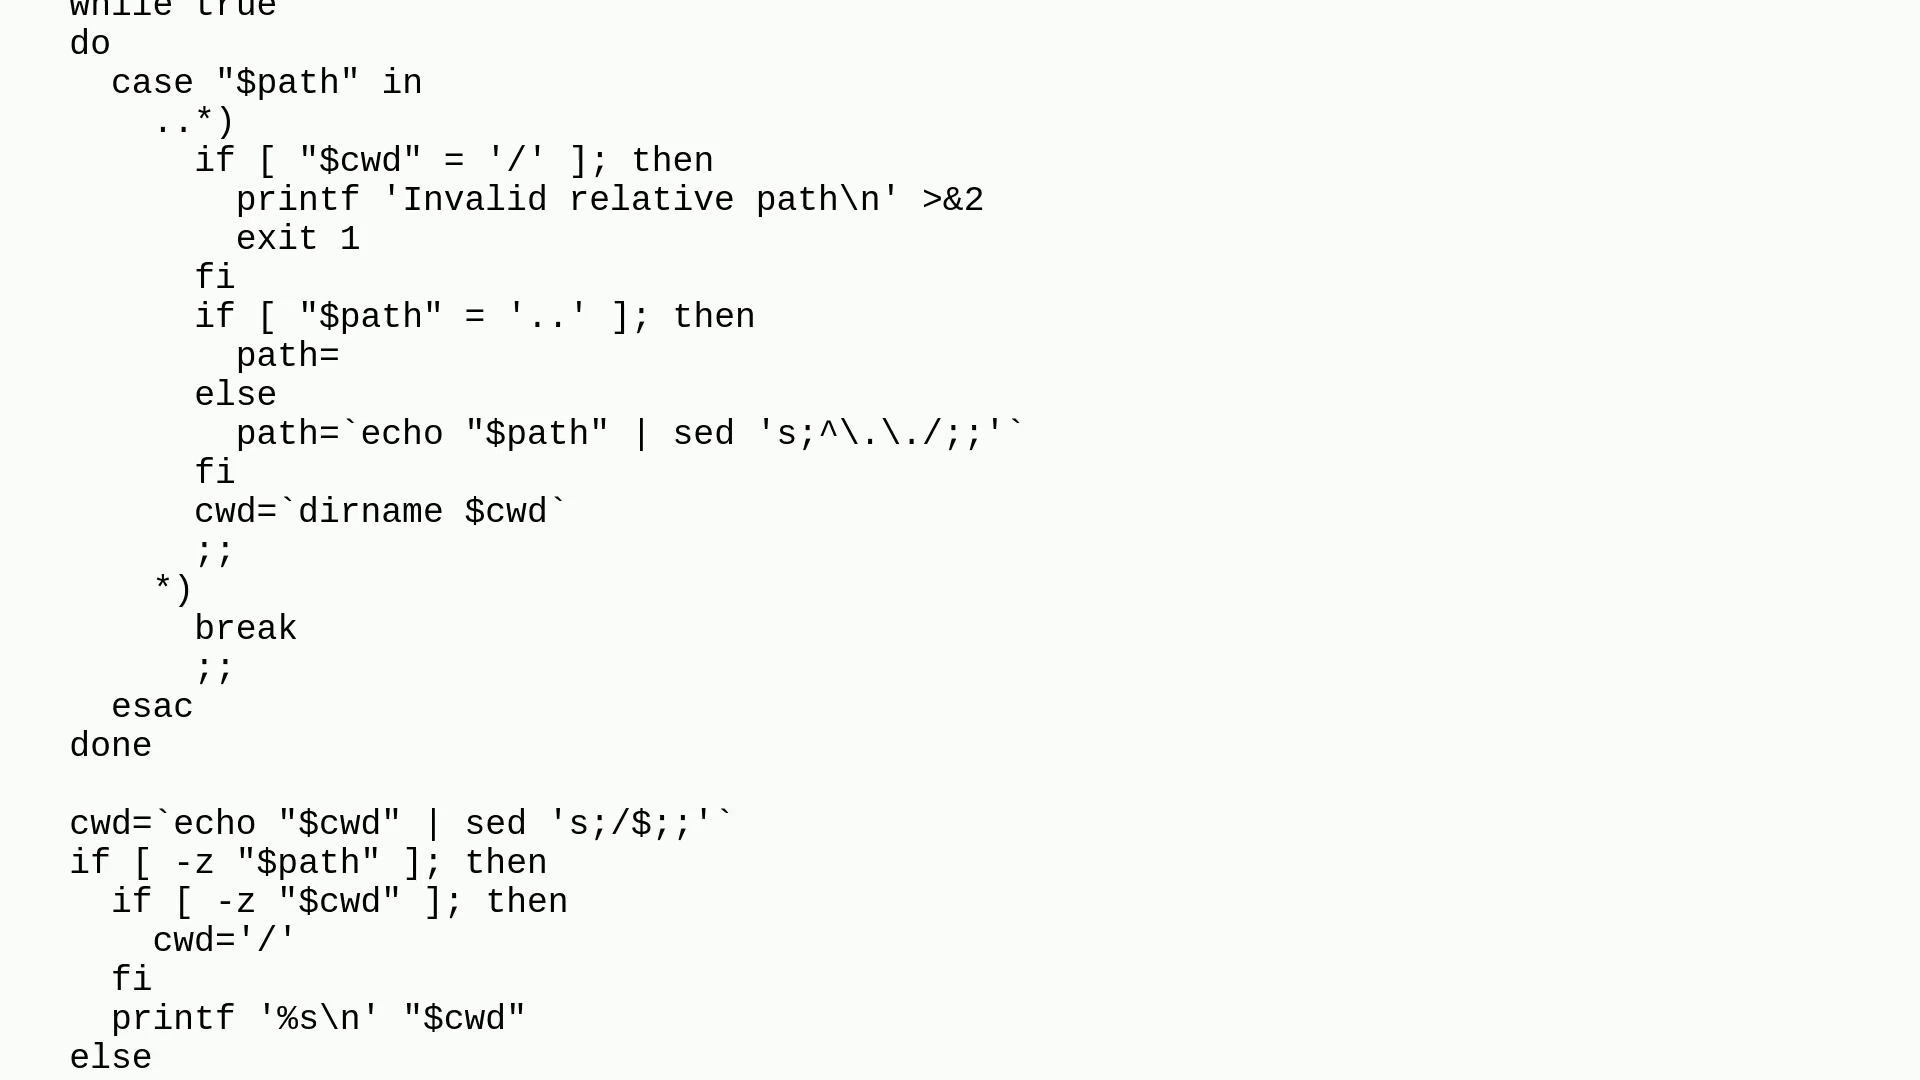 while true
do
  case "$path" in
    ..*)
      if [ "$cwd" = '/' ]; then
        printf 'Invalid relative path\n' >&2
        exit 1
      fi
      if [ "$path" = '..' ]; then
        path=
      else
        path=`echo "$path" | sed 's;^\.\./;;'`
      fi
      cwd=`dirname $cwd`
      ;;
    *)
      break
      ;;
  esac
done

cwd=`echo "$cwd" | sed 's;/$;;'`
if [ -z "$path" ]; then
  if [ -z "$cwd" ]; then
    cwd='/'
  fi
  printf '%s\n' "$cwd"
else